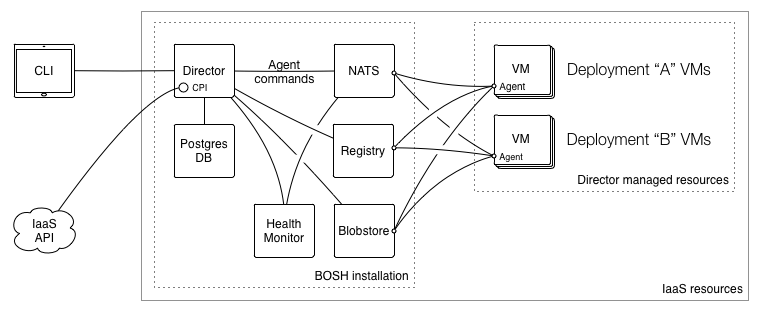 CLI
Director
CPI
Agent
commands
NATS
VM
Agent
Deployment “A” VMs
Postgres
DB
Registry
VM
Agent
Deployment “B” VMs
Director managed resources
IaaS
API
Health
Monitor
Blobstore
BOSH installation
IaaS resources